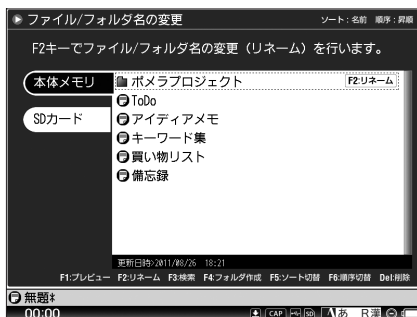 ファイル/フォルダ名の変更 ソート：名前 順序：昇順
F2キーでファイル/フォルダ名の変更（リネーム）を行います。
本体メモリ
SDカード
ポメラプロジェクト F2:リネーム
ToDo
アイディアメモ
キーワード集
買い物リスト
備忘録
更新日時>2011/08/26 18:21
F1:プレビュー F2:リネーム F3:検索 F4:フォルダ作成 F5:ソート切替 F6:順序切替 Del:削除
無題*
00:00 CAP SD あ R漢